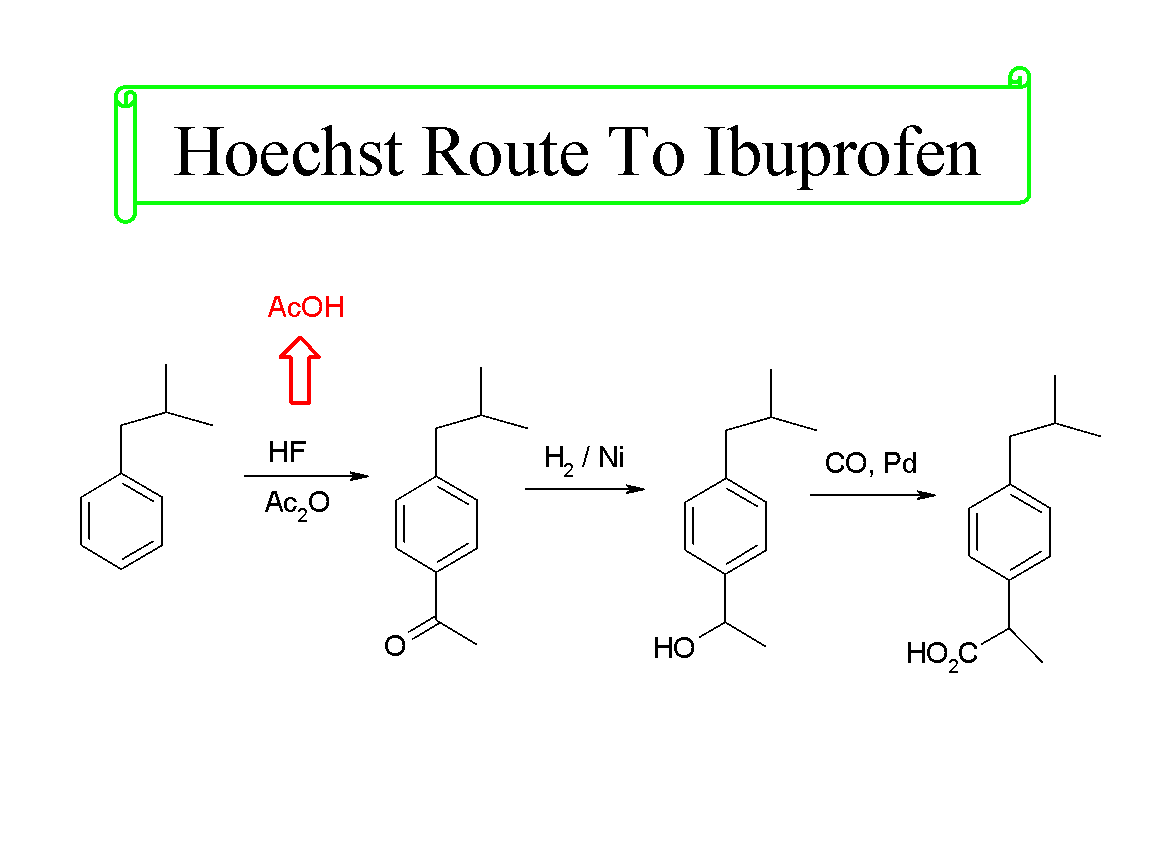 Hoechst Route To Ibuprofen
AcOH
HF
Ac₂O
H₂ / Ni
CO, Pd
O
HO
HO₂C